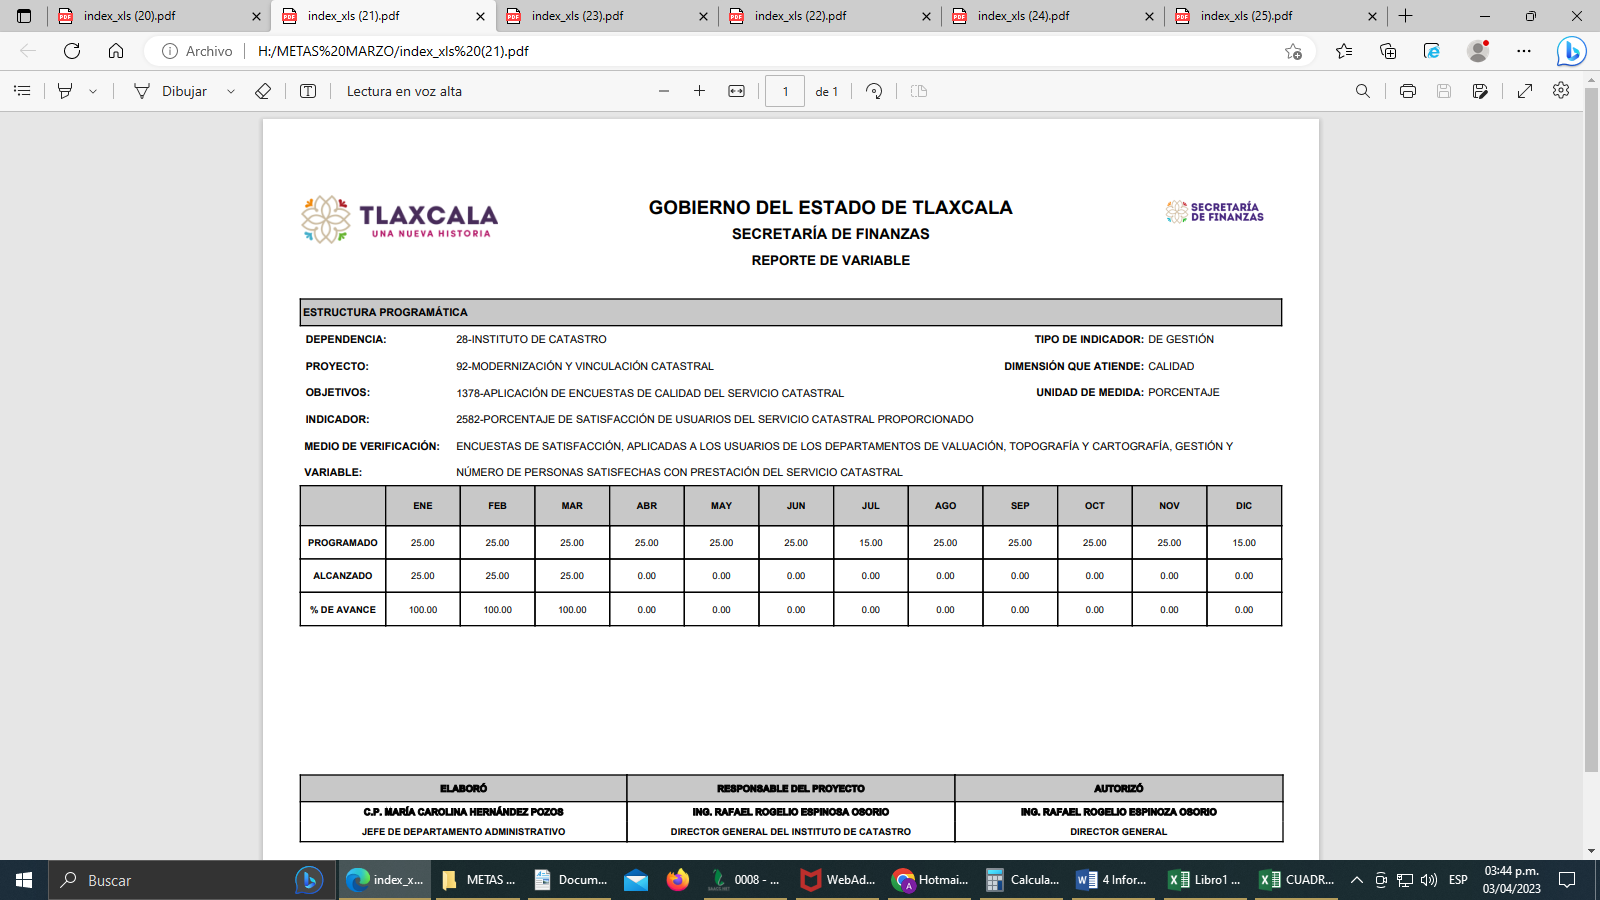 index_xls (20).pdf
index_xls (21).pdf
index_xls (23).pdf
index_xls (22).pdf
index_xls (24).pdf
index_xls (25).pdf
Archivo H:/METAS%20MARZO/index_xls%20(21).pdf
Dibujar Lectura en voz alta 1 de 1
TLAXCALA
UNA NUEVA HISTORIA
GOBIERNO DEL ESTADO DE TLAXCALA
SECRETARÍA DE FINANZAS
REPORTE DE VARIABLE
SECRETARÍA
DE FINANZAS
ESTRUCTURA PROGRAMÁTICA
DEPENDENCIA: 28-INSTITUTO DE CATASTRO TIPO DE INDICADOR: DE GESTIÓN
PROYECTO: 92-MODERNIZACIÓN Y VINCULACIÓN CATASTRAL DIMENSIÓN QUE ATIENDE: CALIDAD
OBJETIVOS: 1378-APLICACIÓN DE ENCUESTAS DE CALIDAD DEL SERVICIO CATASTRAL UNIDAD DE MEDIDA: PORCENTAJE
INDICADOR: 2582-PORCENTAJE DE SATISFACCIÓN DE USUARIOS DEL SERVICIO CATASTRAL PROPORCIONADO
MEDIO DE VERIFICACIÓN: ENCUESTAS DE SATISFACCIÓN, APLICADAS A LOS USUARIOS DE LOS DEPARTAMENTOS DE VALUACIÓN, TOPOGRAFÍA Y CARTOGRAFÍA, GESTIÓN Y
VARIABLE: NÚMERO DE PERSONAS SATISFECHAS CON PRESTACIÓN DEL SERVICIO CATASTRAL
ENE FEB MAR ABR MAY JUN JUL AGO SEP OCT NOV DIC
PROGRAMADO 25.00 25.00 25.00 25.00 25.00 25.00 15.00 25.00 25.00 25.00 25.00 15.00
ALCANZADO 25.00 25.00 25.00 0.00 0.00 0.00 0.00 0.00 0.00 0.00 0.00 0.00
% DE AVANCE 100.00 100.00 100.00 0.00 0.00 0.00 0.00 0.00 0.00 0.00 0.00 0.00
ELABORÓ RESPONSABLE DEL PROYECTO AUTORIZÓ
C.P. MARÍA CAROLINA HERNÁNDEZ POZOS ING. RAFAEL ROGELIO ESPINOSA OSORIO ING. RAFAEL ROGELIO ESPINOZA OSORIO
JEFE DE DEPARTAMENTO ADMINISTRATIVO DIRECTOR GENERAL DEL INSTITUTO DE CATASTRO DIRECTOR GENERAL
Buscar index_x... METAS ... Docum... 0008 - ... WebAd... Hotmai... Calcula... 4 Infor... Libro1 ... CUADR... ESP
03:44 p.m.
03/04/2023